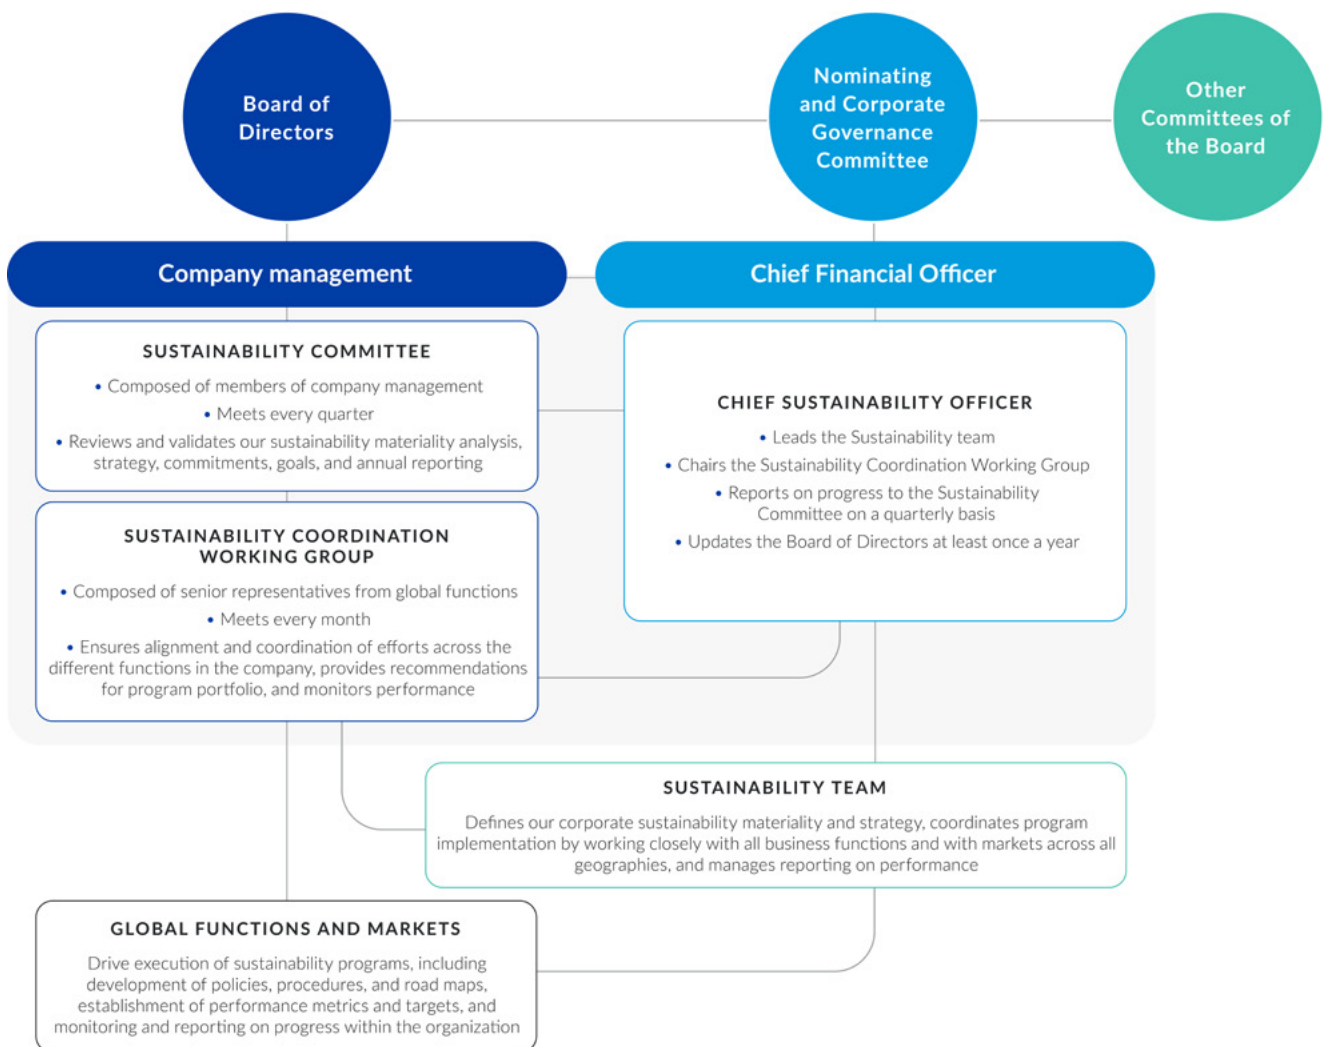 Board of
Directors
Nominating
and Corporate
Governance
Committee
Other
Committees of
the Board
Company management
Chief Financial Officer
SUSTAINABILITY COMMITTEE
• Composed of members of company management
• Meets every quarter
• Reviews and validates our sustainability materiality analysis,
strategy, commitments, goals, and annual reporting
CHIEF SUSTAINABILITY OFFICER
• Leads the Sustainability team
• Chairs the Sustainability Coordination Working Group
• Reports on progress to the Sustainability
Committee on a quarterly basis
• Updates the Board of Directors at least once a year
SUSTAINABILITY COORDINATION
WORKING GROUP
• Composed of senior representatives from global functions
• Meets every month
• Ensures alignment and coordination of efforts across the
different functions in the company, provides recommendations
for program portfolio, and monitors performance
SUSTAINABILITY TEAM
Defines our corporate sustainability materiality and strategy, coordinates program
implementation by working closely with all business functions and with markets across all
geographies, and manages reporting on performance
GLOBAL FUNCTIONS AND MARKETS
Drive execution of sustainability programs, including
development of policies, procedures, and road maps,
establishment of performance metrics and targets, and
monitoring and reporting on progress within the organization